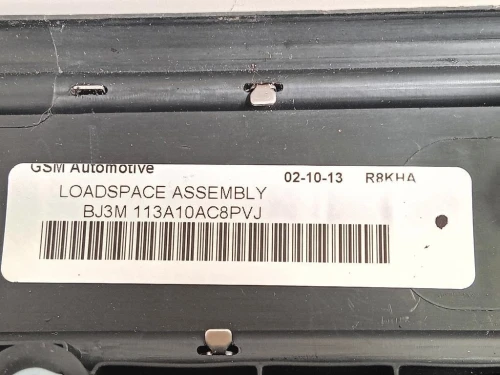 GSM Automotive 02-10-13 R8KHA
LOADSPACE ASSEMBLY
BJ3M 113A10AC8PVJ